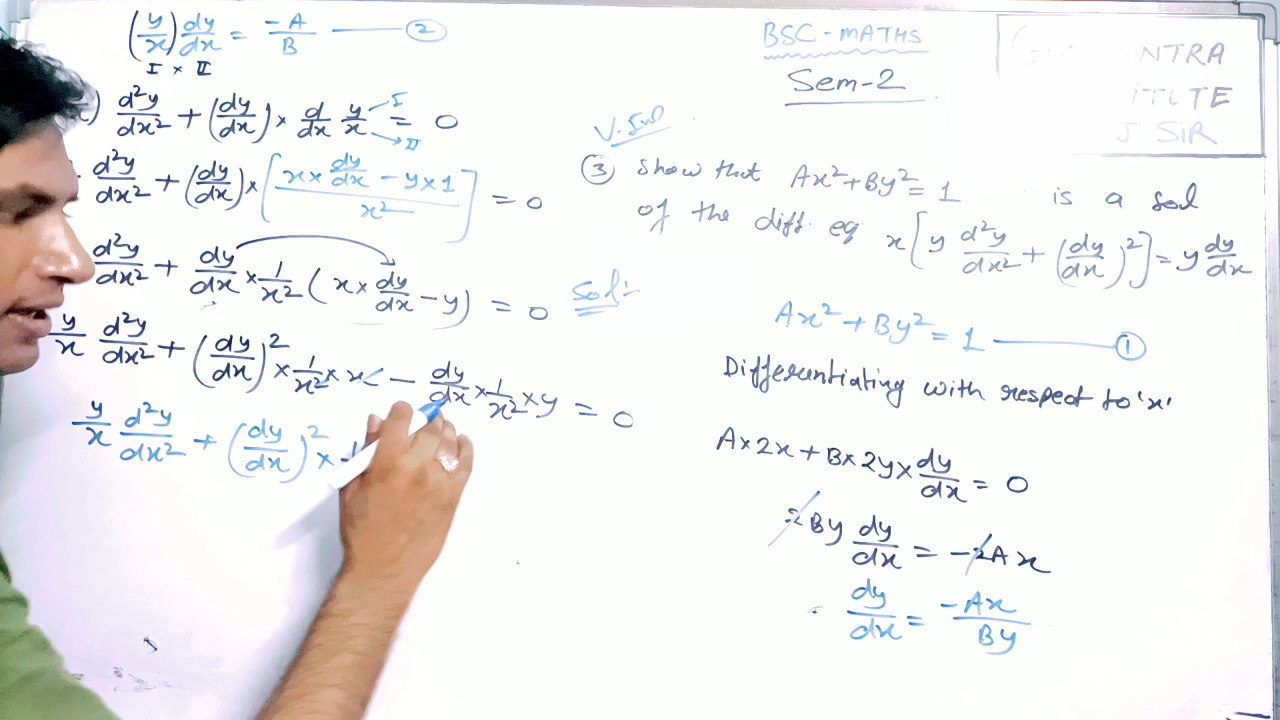 BSC-MATHS
Sem-2
NTRA
ITUTE
J SIR
V. Sul
③ Show that Ax²+By²=1 is a sol
of the diff. eq x[y d²y/dx² + (dy/dx)²] = y dy/dx
Sol:-
Ax²+By²=1 ——— ①
Differentiating with respect to 'x'
A×2x+B×2y×dy/dx = 0
2By dy/dx = -2Ax
dy/dx = -Ax/By
(y/x) dy/dx = -A/B ——— ②
I × II
) d²y/dx² + (dy/dx) × d/dx y/x = 0
I
II
d²y/dx² + (dy/dx) × [x×dy/dx - y×1 / x²] = 0
d²y/dx² + dy/dx × 1/x² (x×dy/dx - y) = 0
y/x d²y/dx² + (dy/dx)² × 1/x² × x - dy/dx × 1/x² × y = 0
y/x d²y/dx² + (dy/dx)² × 1